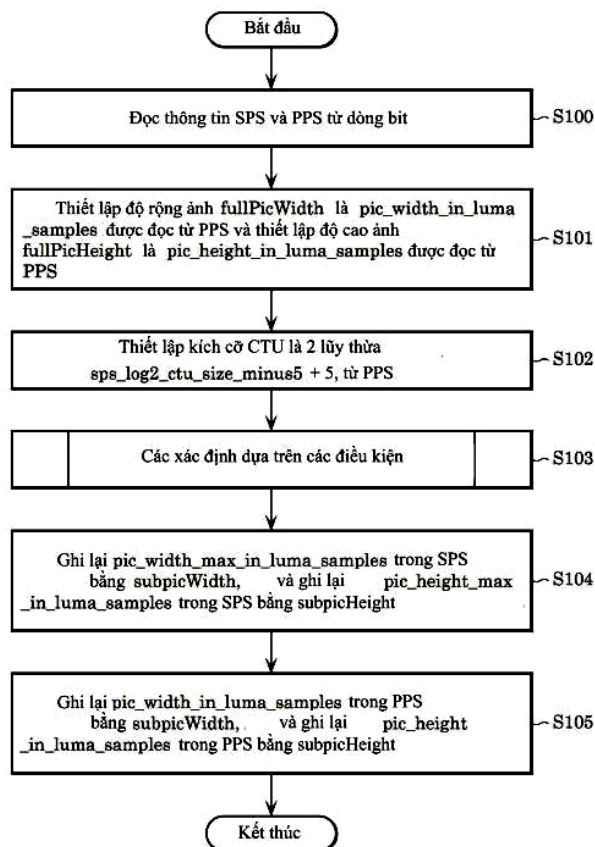 Bắt đầu
Đọc thông tin SPS và PPS từ dòng bit
S100
Thiết lập độ rộng ảnh fullPicWidth là pic_width_in_luma
_samples được đọc từ PPS và thiết lập độ cao ảnh
fullPicHeight là pic_height_in_luma_samples được đọc từ
PPS
S101
Thiết lập kích cỡ CTU là 2 lũy thừa
sps_log2_ctu_size_minus5 + 5, từ PPS
S102
Các xác định dựa trên các điều kiện
S103
Ghi lại pic_width_max_in_luma_samples trong SPS
bằng subpicWidth, và ghi lại pic_height_max
_in_luma_samples trong SPS bằng subpicHeight
S104
Ghi lại pic_width_in_luma_samples trong PPS
bằng subpicWidth, và ghi lại pic_height
_in_luma_samples trong PPS bằng subpicHeight
S105
Kết thúc